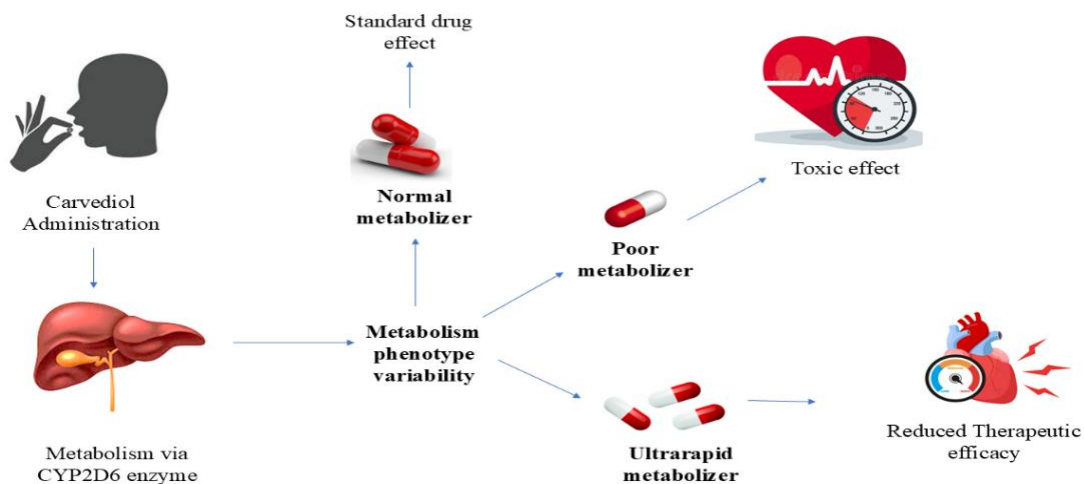 Standard drug
effect
Carvediol
Administration
Normal
metabolizer
Toxic effect
Poor
metabolizer
Metabolism
phenotype
variability
Metabolism via
CYP2D6 enzyme
Ultrarapid
metabolizer
Reduced Therapeutic
efficacy